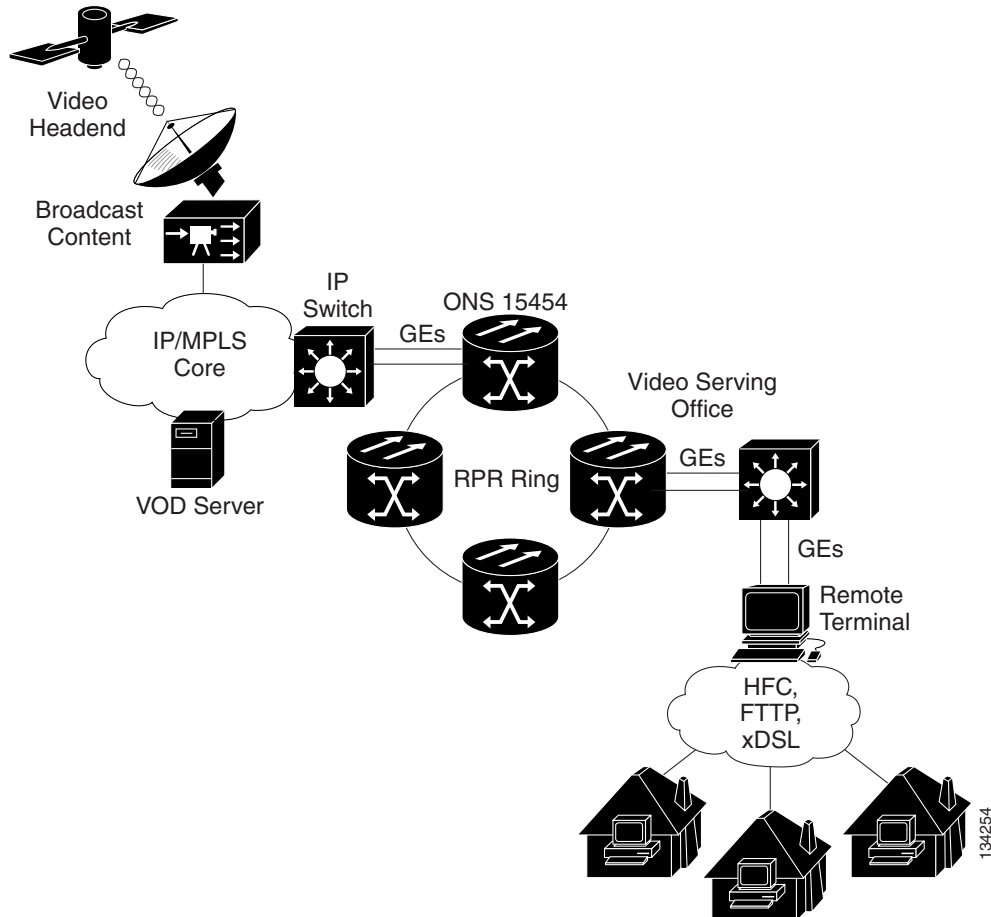 Video
Headend
Broadcast
Content
IP
Switch
ONS 15454
GEs
IP/MPLS
Core
Video Serving
Office
RPR Ring
GEs
VOD Server
GEs
Remote
Terminal
HFC,
FTTP,
xDSL
134254